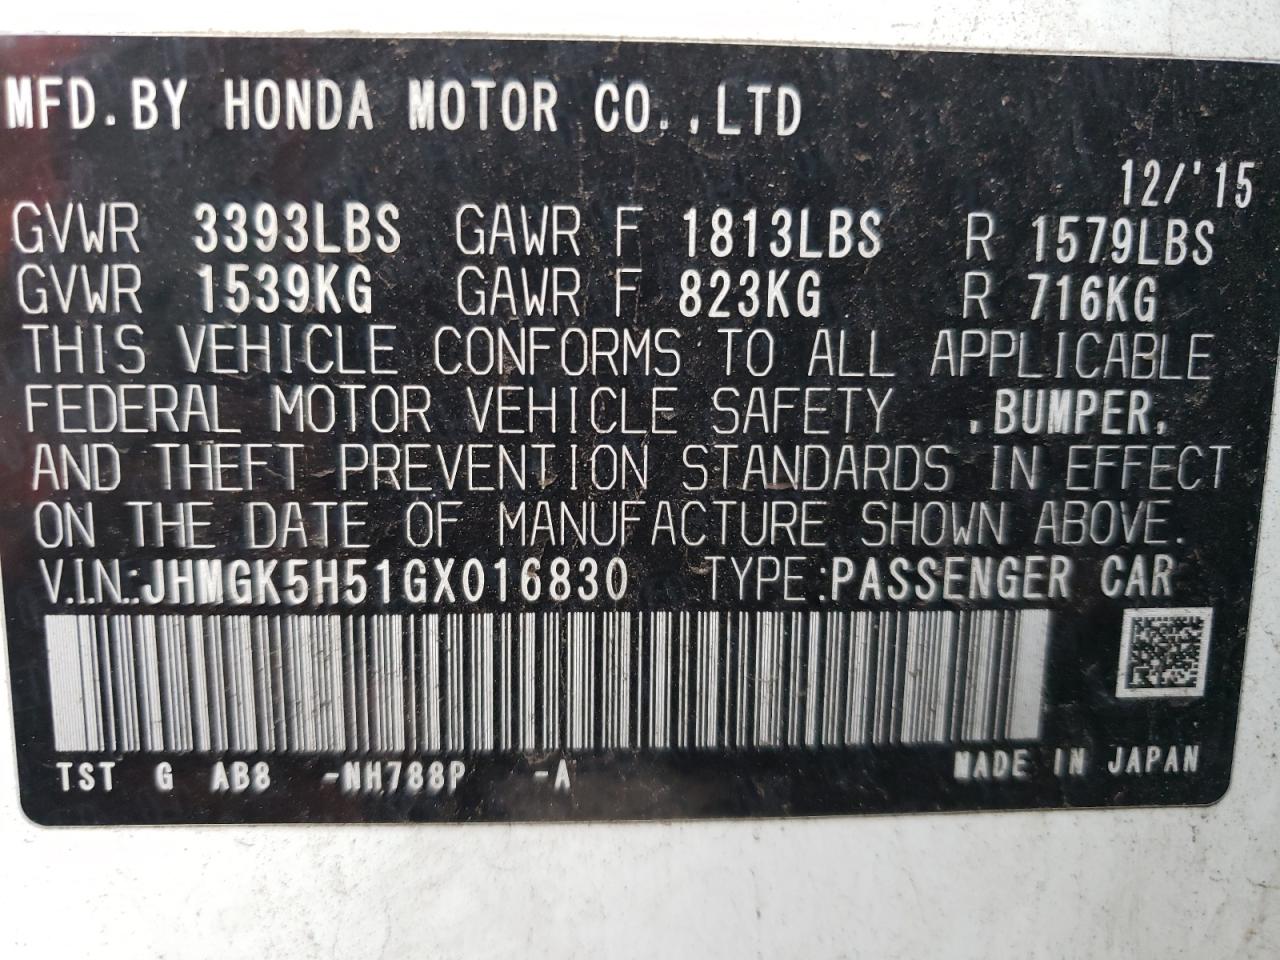 MFD.BY HONDA MOTOR CO.,LTD
12/'15
GVWR 3393LBS GAWR F 1813LBS R 1579LBS
GVWR 1539KG GAWR F 823KG R 716KG
THIS VEHICLE CONFORMS TO ALL APPLICABLE
FEDERAL MOTOR VEHICLE SAFETY ,BUMPER,
AND THEFT PREVENTION STANDARDS IN EFFECT
ON THE DATE OF MANUFACTURE SHOWN ABOVE.
V.I.N.:JHMGK5H51GX016830 TYPE:PASSENGER CAR
TST G AB8 -NH788P -A MADE IN JAPAN